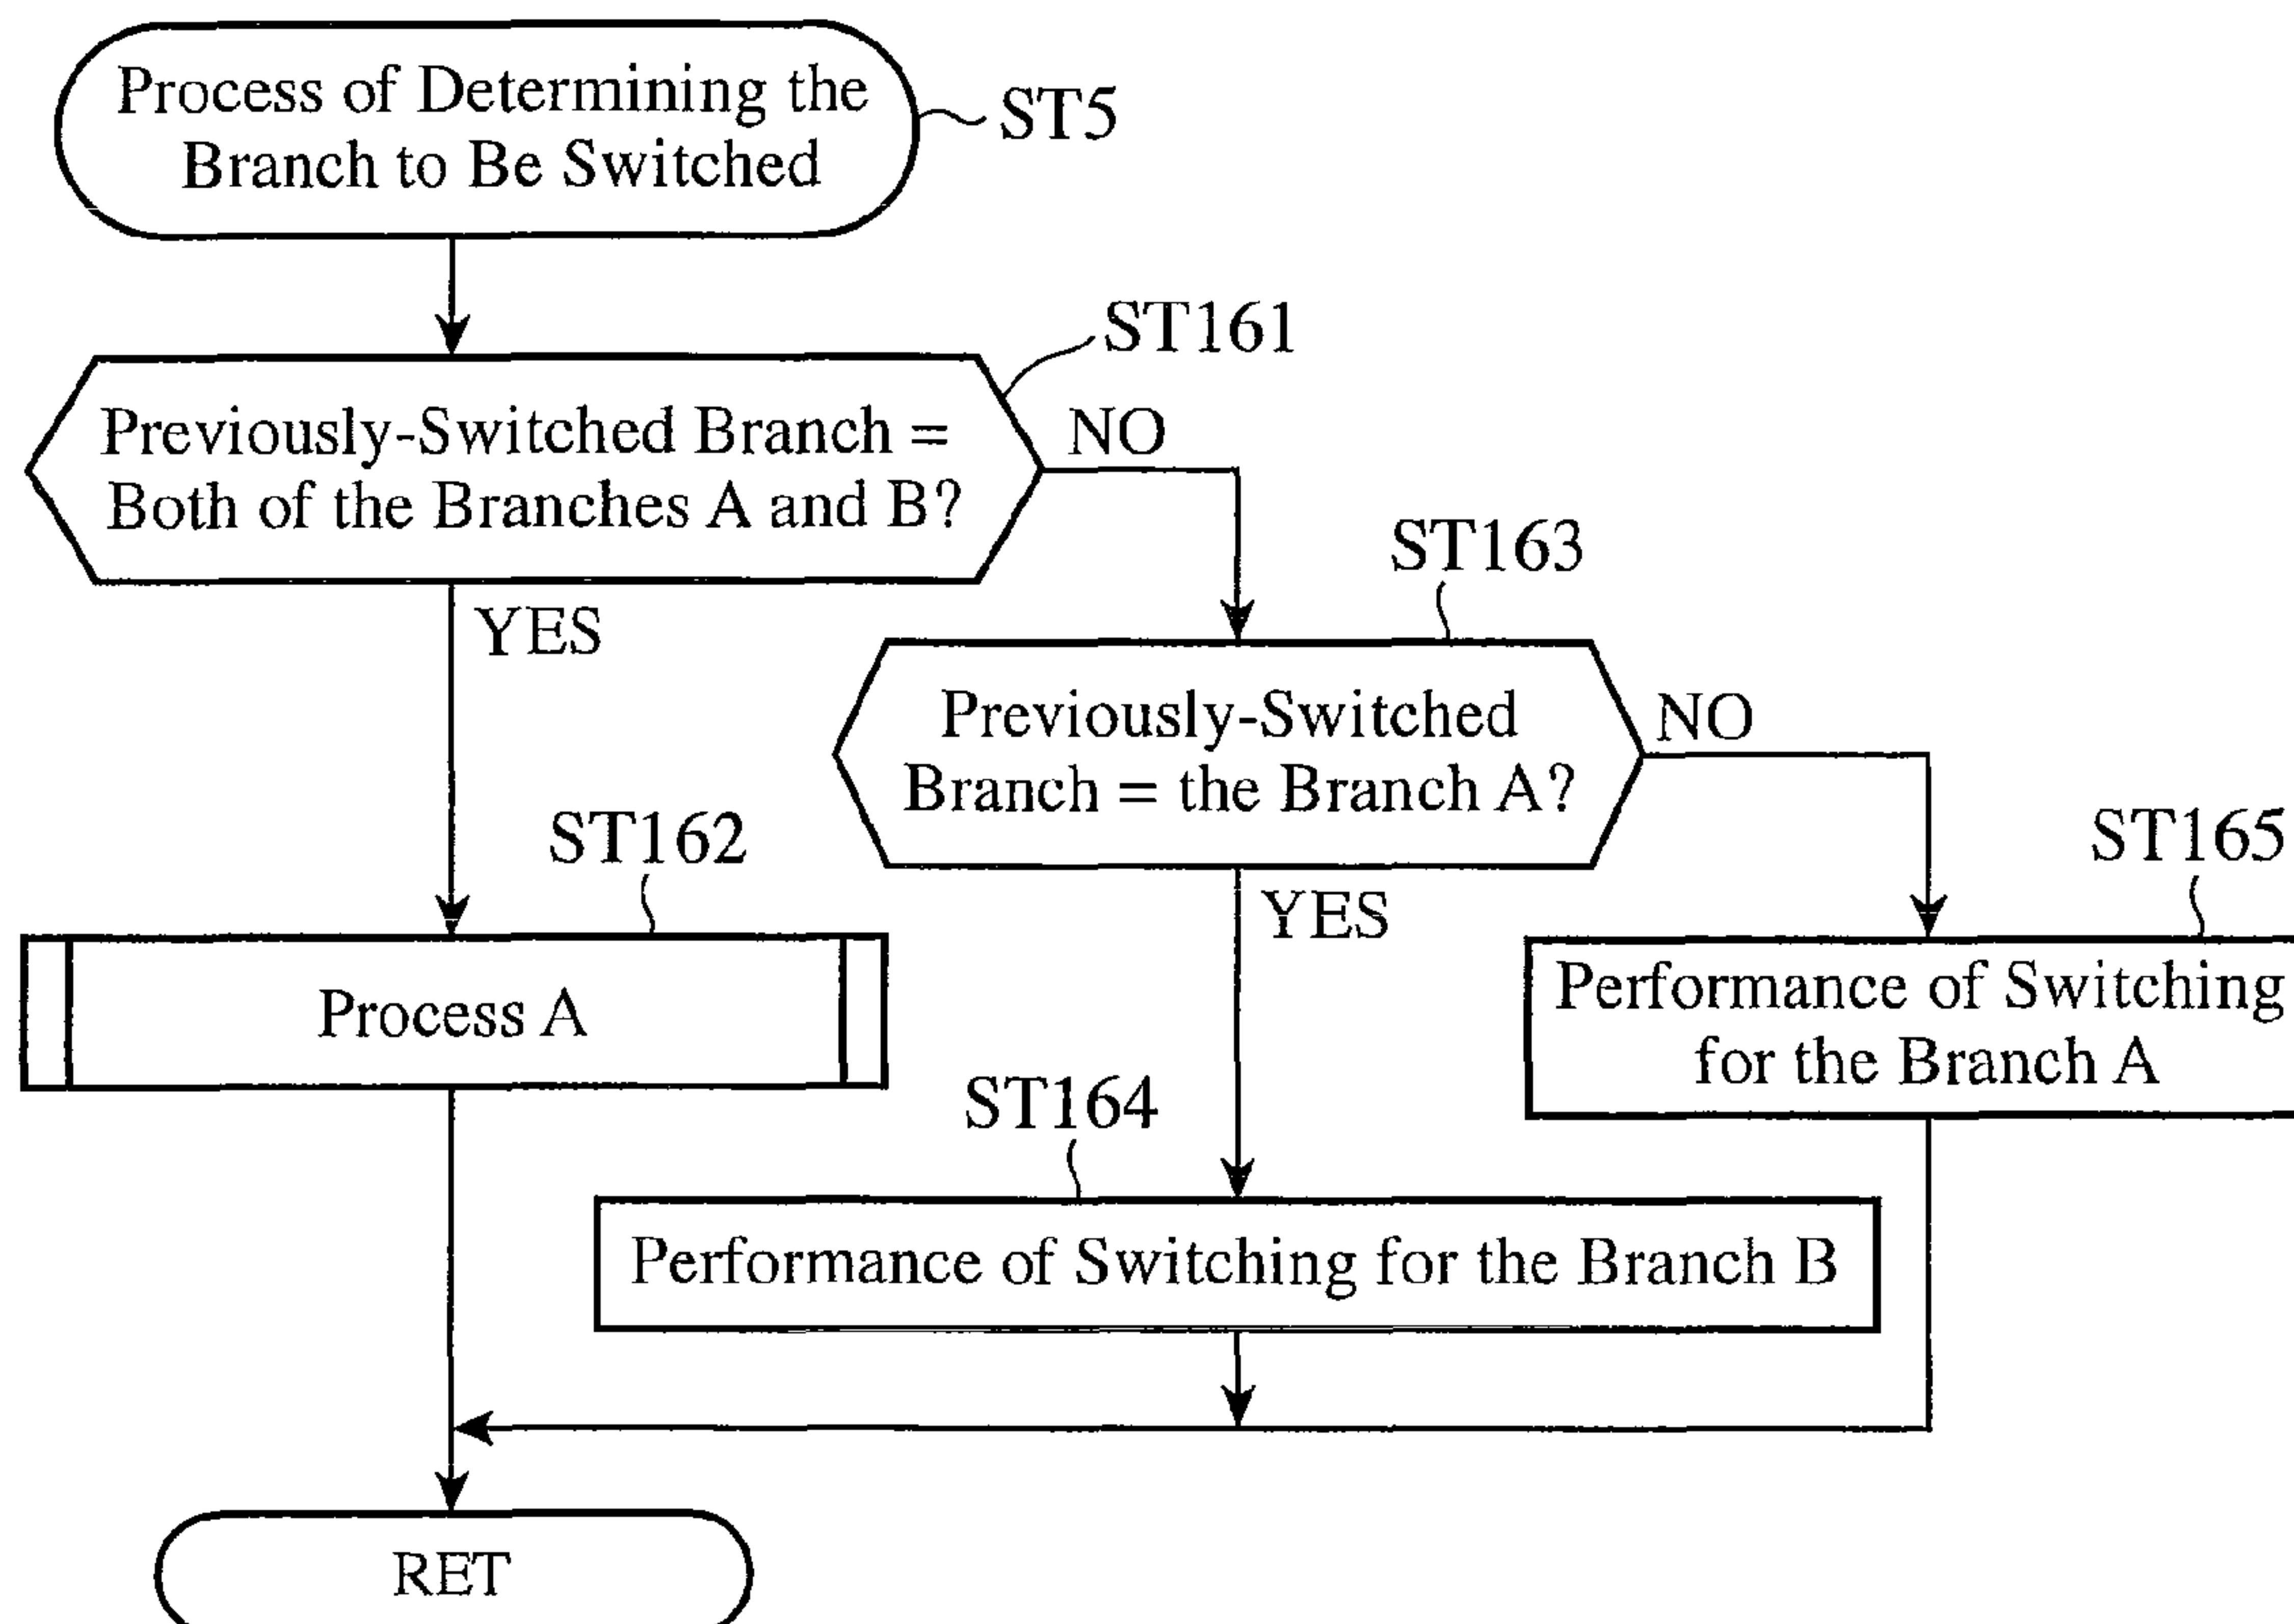 Process of Determining the
Branch to Be Switched
ST5
ST161
Previously-Switched Branch =
Both of the Branches A and B?
NO
YES
ST163
Previously-Switched
Branch = the Branch A?
NO
YES
ST162
Process A
ST165
Performance of Switching
for the Branch A
ST164
Performance of Switching for the Branch B
RET